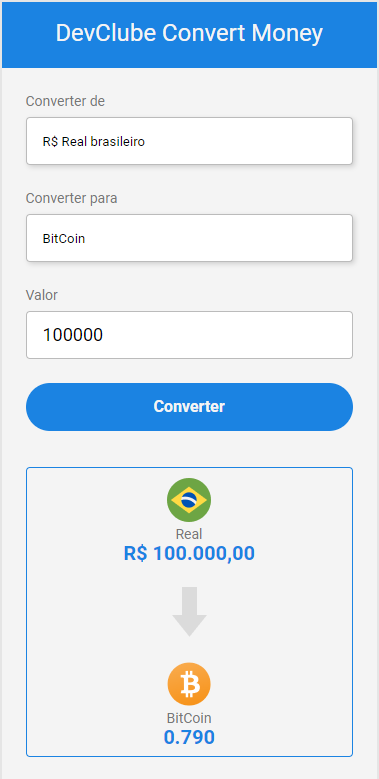 DevClube Convert Money
Converter de
R$ Real brasileiro
Converter para
BitCoin
Valor
100000
Converter
Real
R$ 100.000,00
BitCoin
0.790